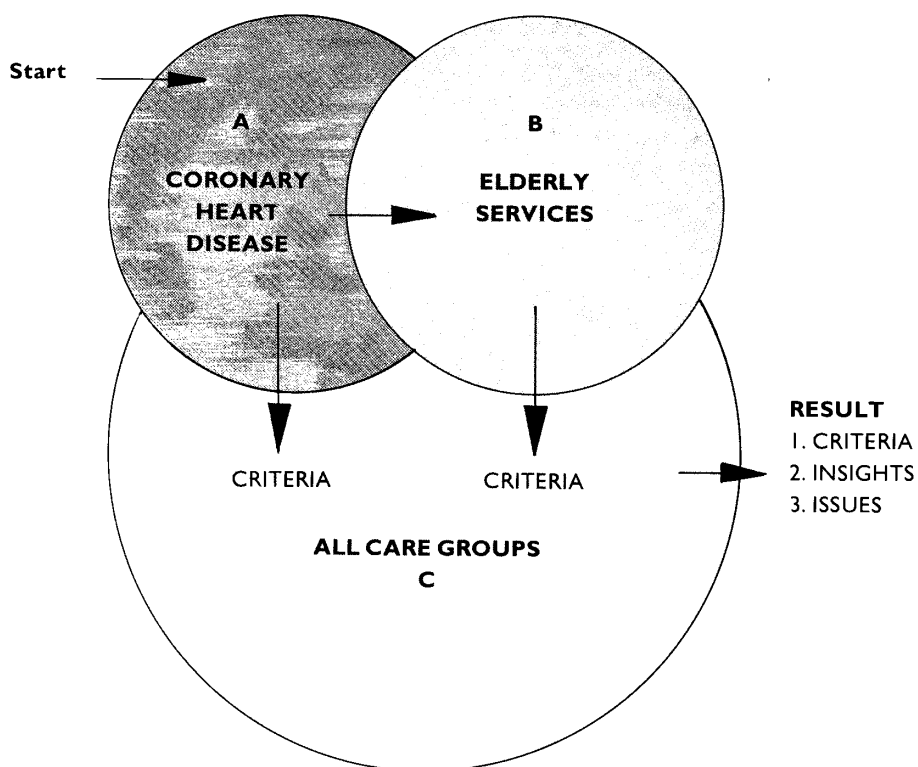 Start
A
CORONARY
HEART
DISEASE
B
ELDERLY
SERVICES
CRITERIA
CRITERIA
ALL CARE GROUPS
C
RESULT
1. CRITERIA
2. INSIGHTS
3. ISSUES